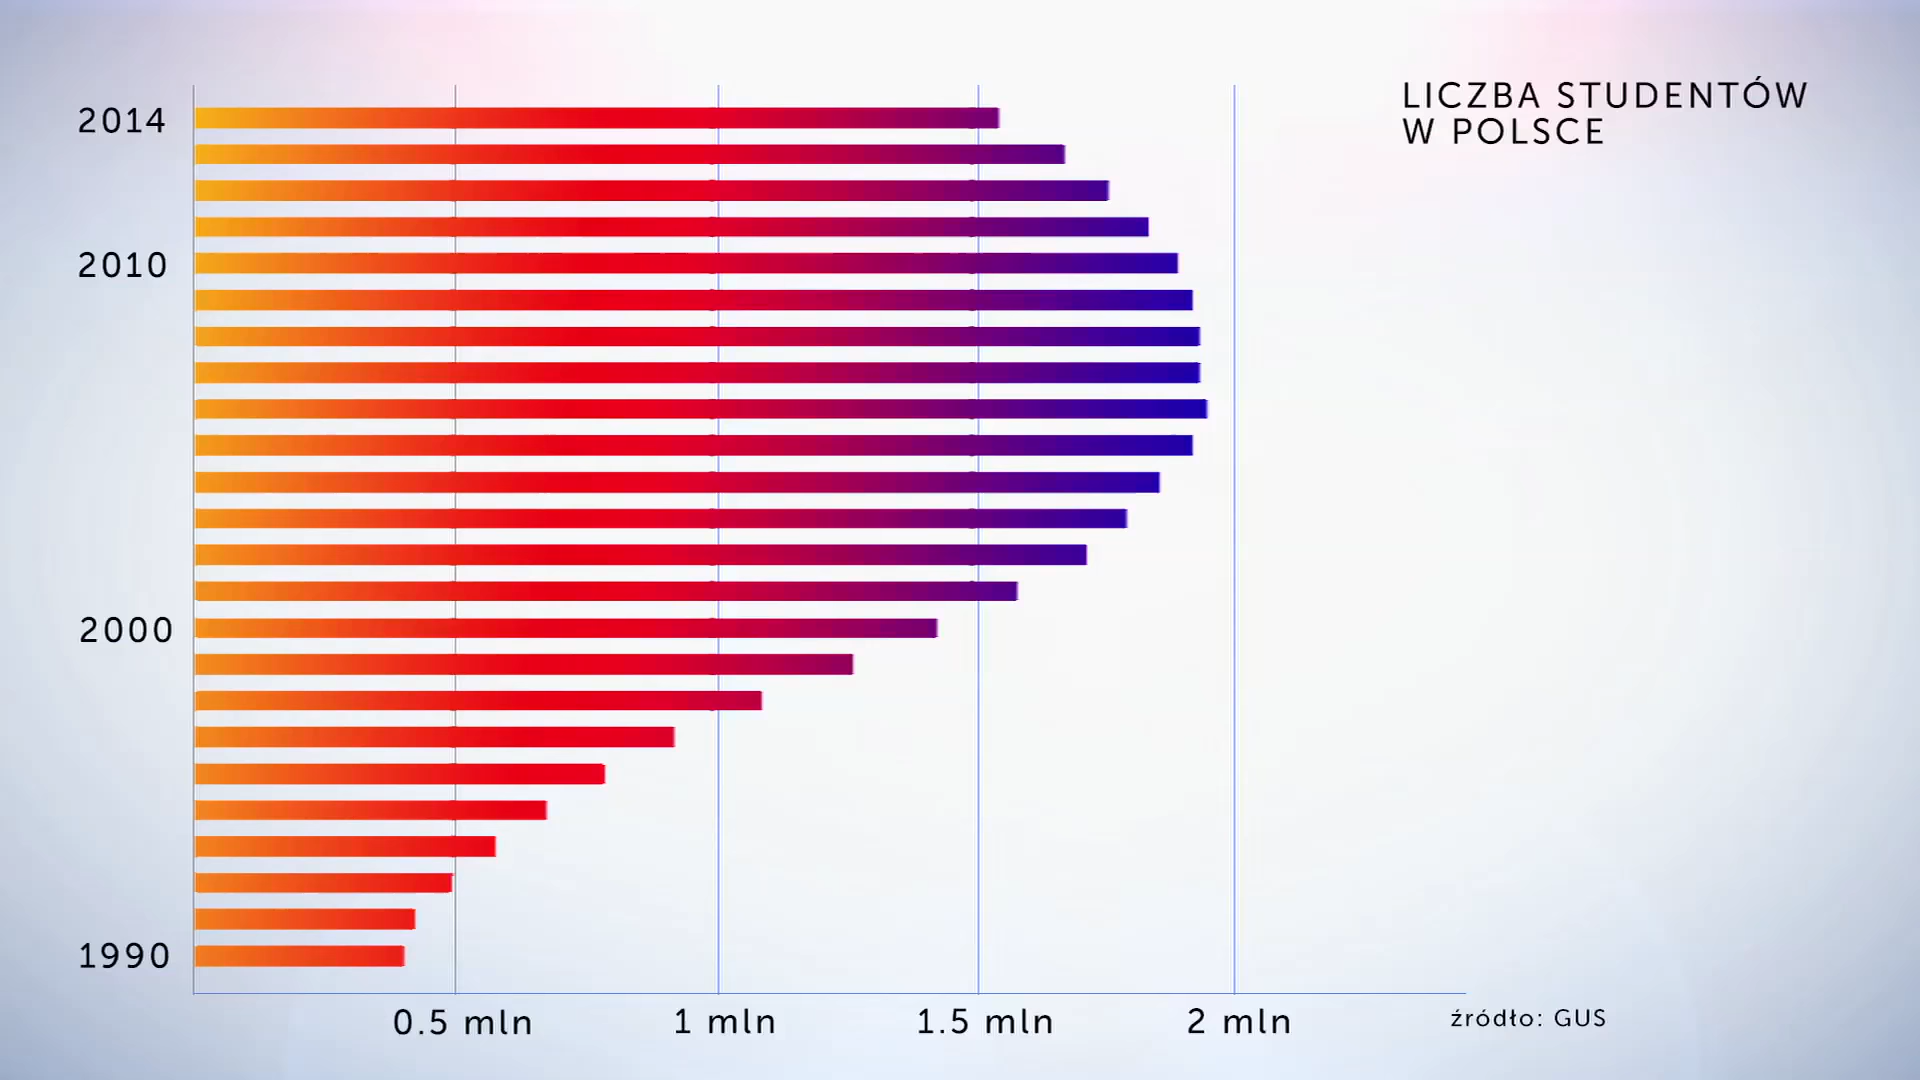 LICZBA STUDENTÓW
W POLSCE
2014
2010
2000
1990
0.5 mln
1 mln
1.5 mln
2 mln
źródło: GUS